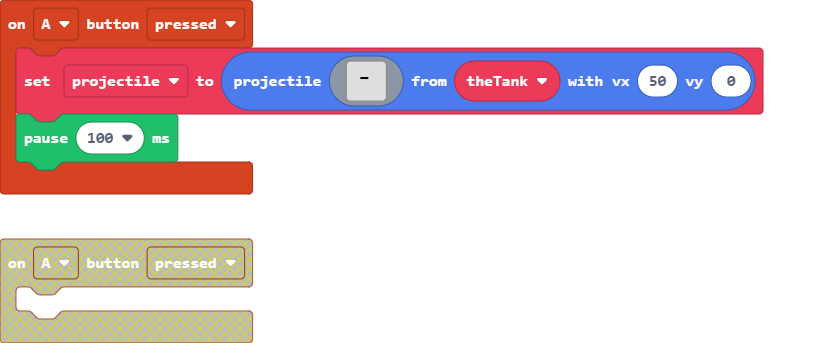 on A button pressed
set projectile to projectile from theTank with vx 50 vy 0
pause 100 ms
on A button pressed